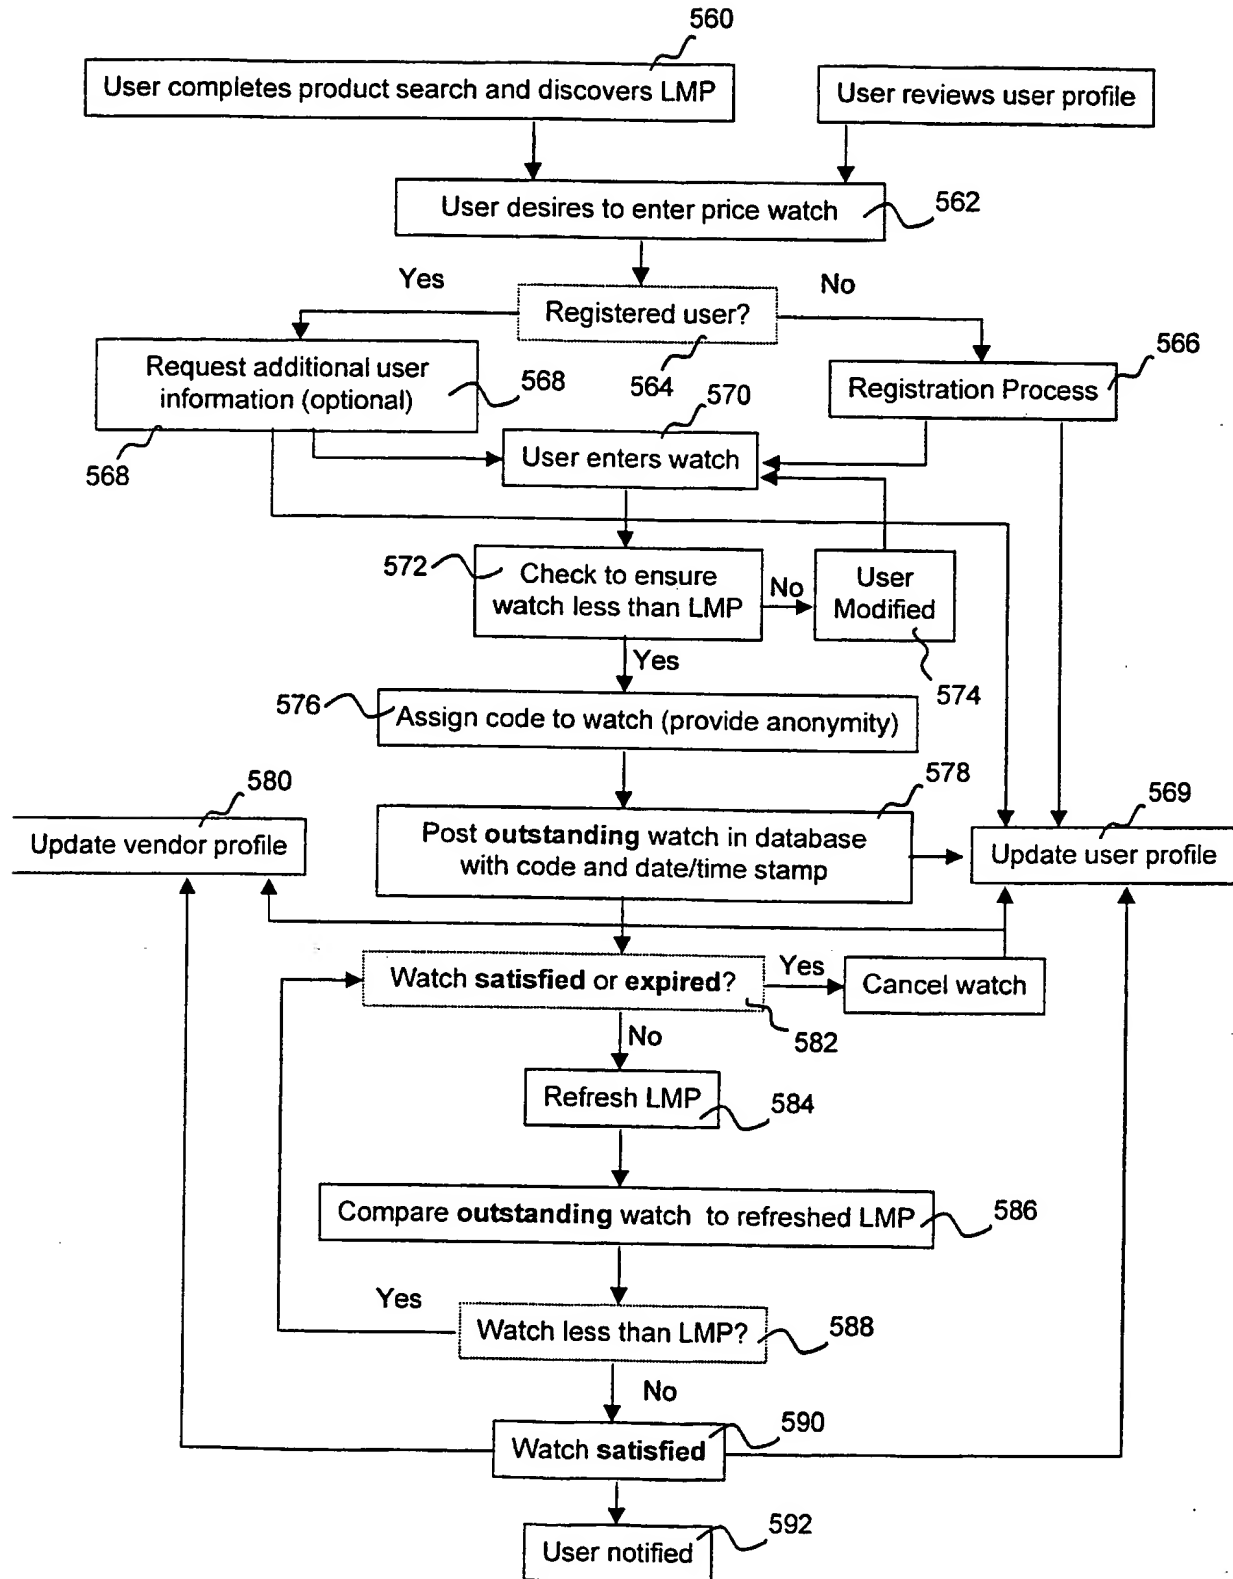 560
User completes product search and discovers LMP
User reviews user profile
User desires to enter price watch
562
Yes
No
Registered user?
564
566
Request additional user
information (optional)
568
568
Registration Process
570
User enters watch
572
Check to ensure
watch less than LMP
No
User
Modified
574
Yes
576
Assign code to watch (provide anonymity)
578
580
569
Update vendor profile
Post outstanding watch in database
with code and date/time stamp
Update user profile
Watch satisfied or expired?
Yes
Cancel watch
582
No
Refresh LMP
584
Compare outstanding watch to refreshed LMP
586
Yes
Watch less than LMP?
588
No
590
Watch satisfied
592
User notified